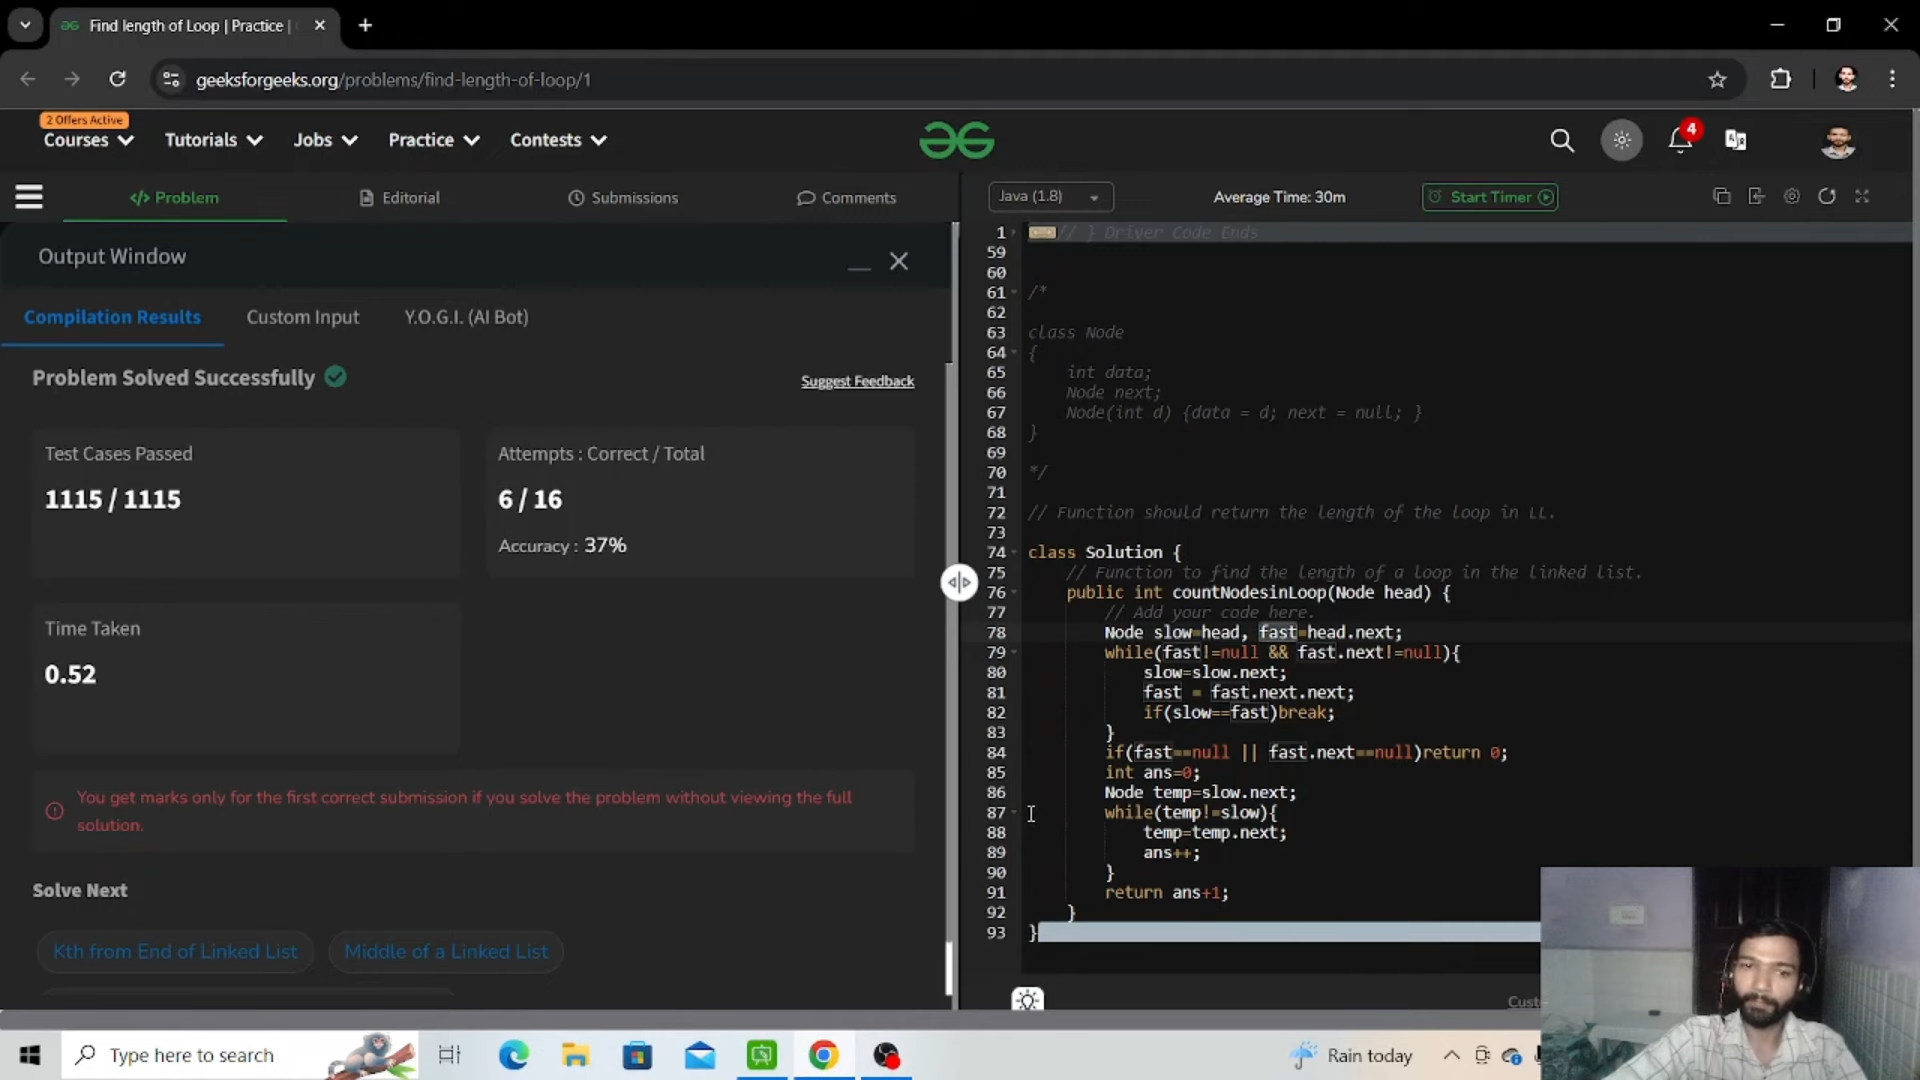 Find length of Loop | Practice |
geeksforgeeks.org/problems/find-length-of-loop/1
2 Offers Active
Courses
Tutorials
Jobs
Practice
Contests
4
</> Problem
Editorial
Submissions
Comments
Java (1.8)
Average Time: 30m
Start Timer
Output Window
Compilation Results
Custom Input
Y.O.G.I. (AI Bot)
Problem Solved Successfully
Suggest Feedback
Test Cases Passed
1115 / 1115
Attempts : Correct / Total
6 / 16
Accuracy : 37%
Time Taken
0.52
You get marks only for the first correct submission if you solve the problem without viewing the full
solution.
Solve Next
Kth from End of Linked List
Middle of a Linked List
1 // } Driver Code Ends
59
60
61 /*
62
63 class Node
64 {
65 int data;
66 Node next;
67 Node(int d) {data = d; next = null; }
68 }
69
70 */
71
72 // Function should return the length of the loop in LL.
73
74 class Solution {
75 // Function to find the length of a loop in the linked list.
76 public int countNodesinLoop(Node head) {
77 // Add your code here.
78 Node slow=head, fast=head.next;
79 while(fast!=null && fast.next!=null){
80 slow=slow.next;
81 fast = fast.next.next;
82 if(slow==fast)break;
83 }
84 if(fast==null || fast.next==null)return 0;
85 int ans=0;
86 Node temp=slow.next;
87 while(temp!=slow){
88 temp=temp.next;
89 ans++;
90 }
91 return ans+1;
92 }
93 }
Type here to search
Rain today